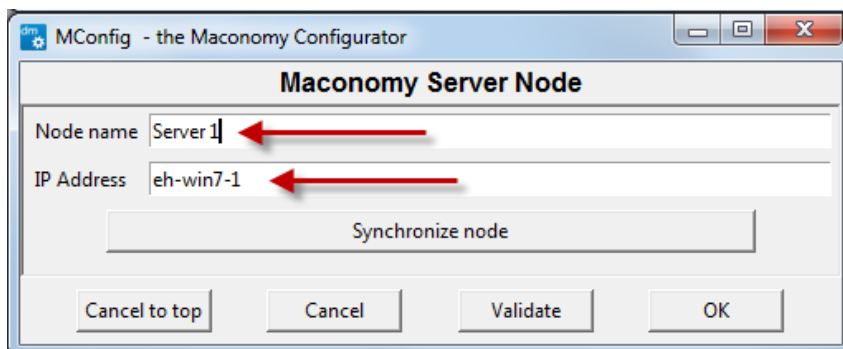 dm MConfig - the Maconomy Configurator
Maconomy Server Node
Node name Server 1
IP Address eh-win7-1
Synchronize node
Cancel to top Cancel Validate OK